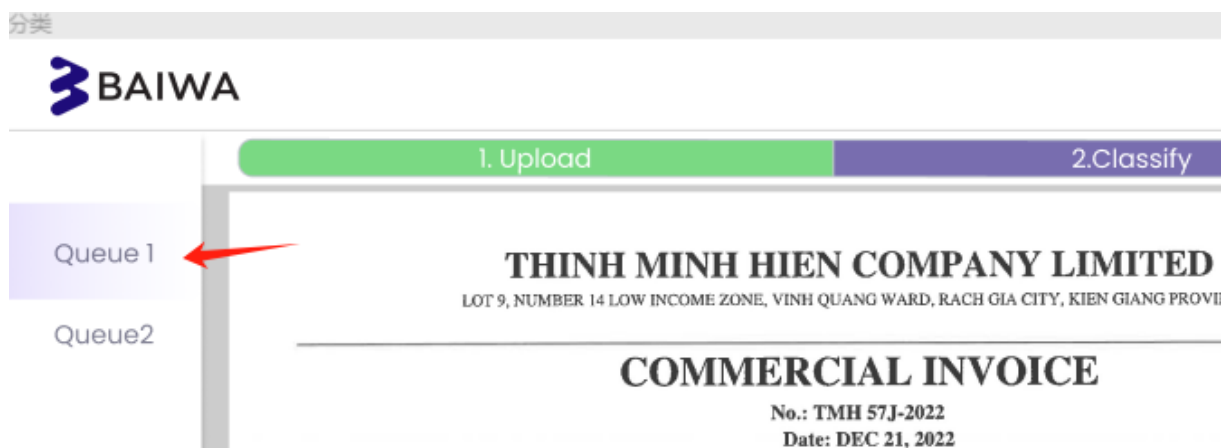 分类
BAIWA
1. Upload
2.Classify
Queue 1
Queue2
THINH MINH HIEN COMPANY LIMITED
LOT 9, NUMBER 14 LOW INCOME ZONE, VINH QUANG WARD, RACH GIA CITY, KIEN GIANG
COMMERCIAL INVOICE
No.: TMH 57J-2022
Date: DEC 21, 2022